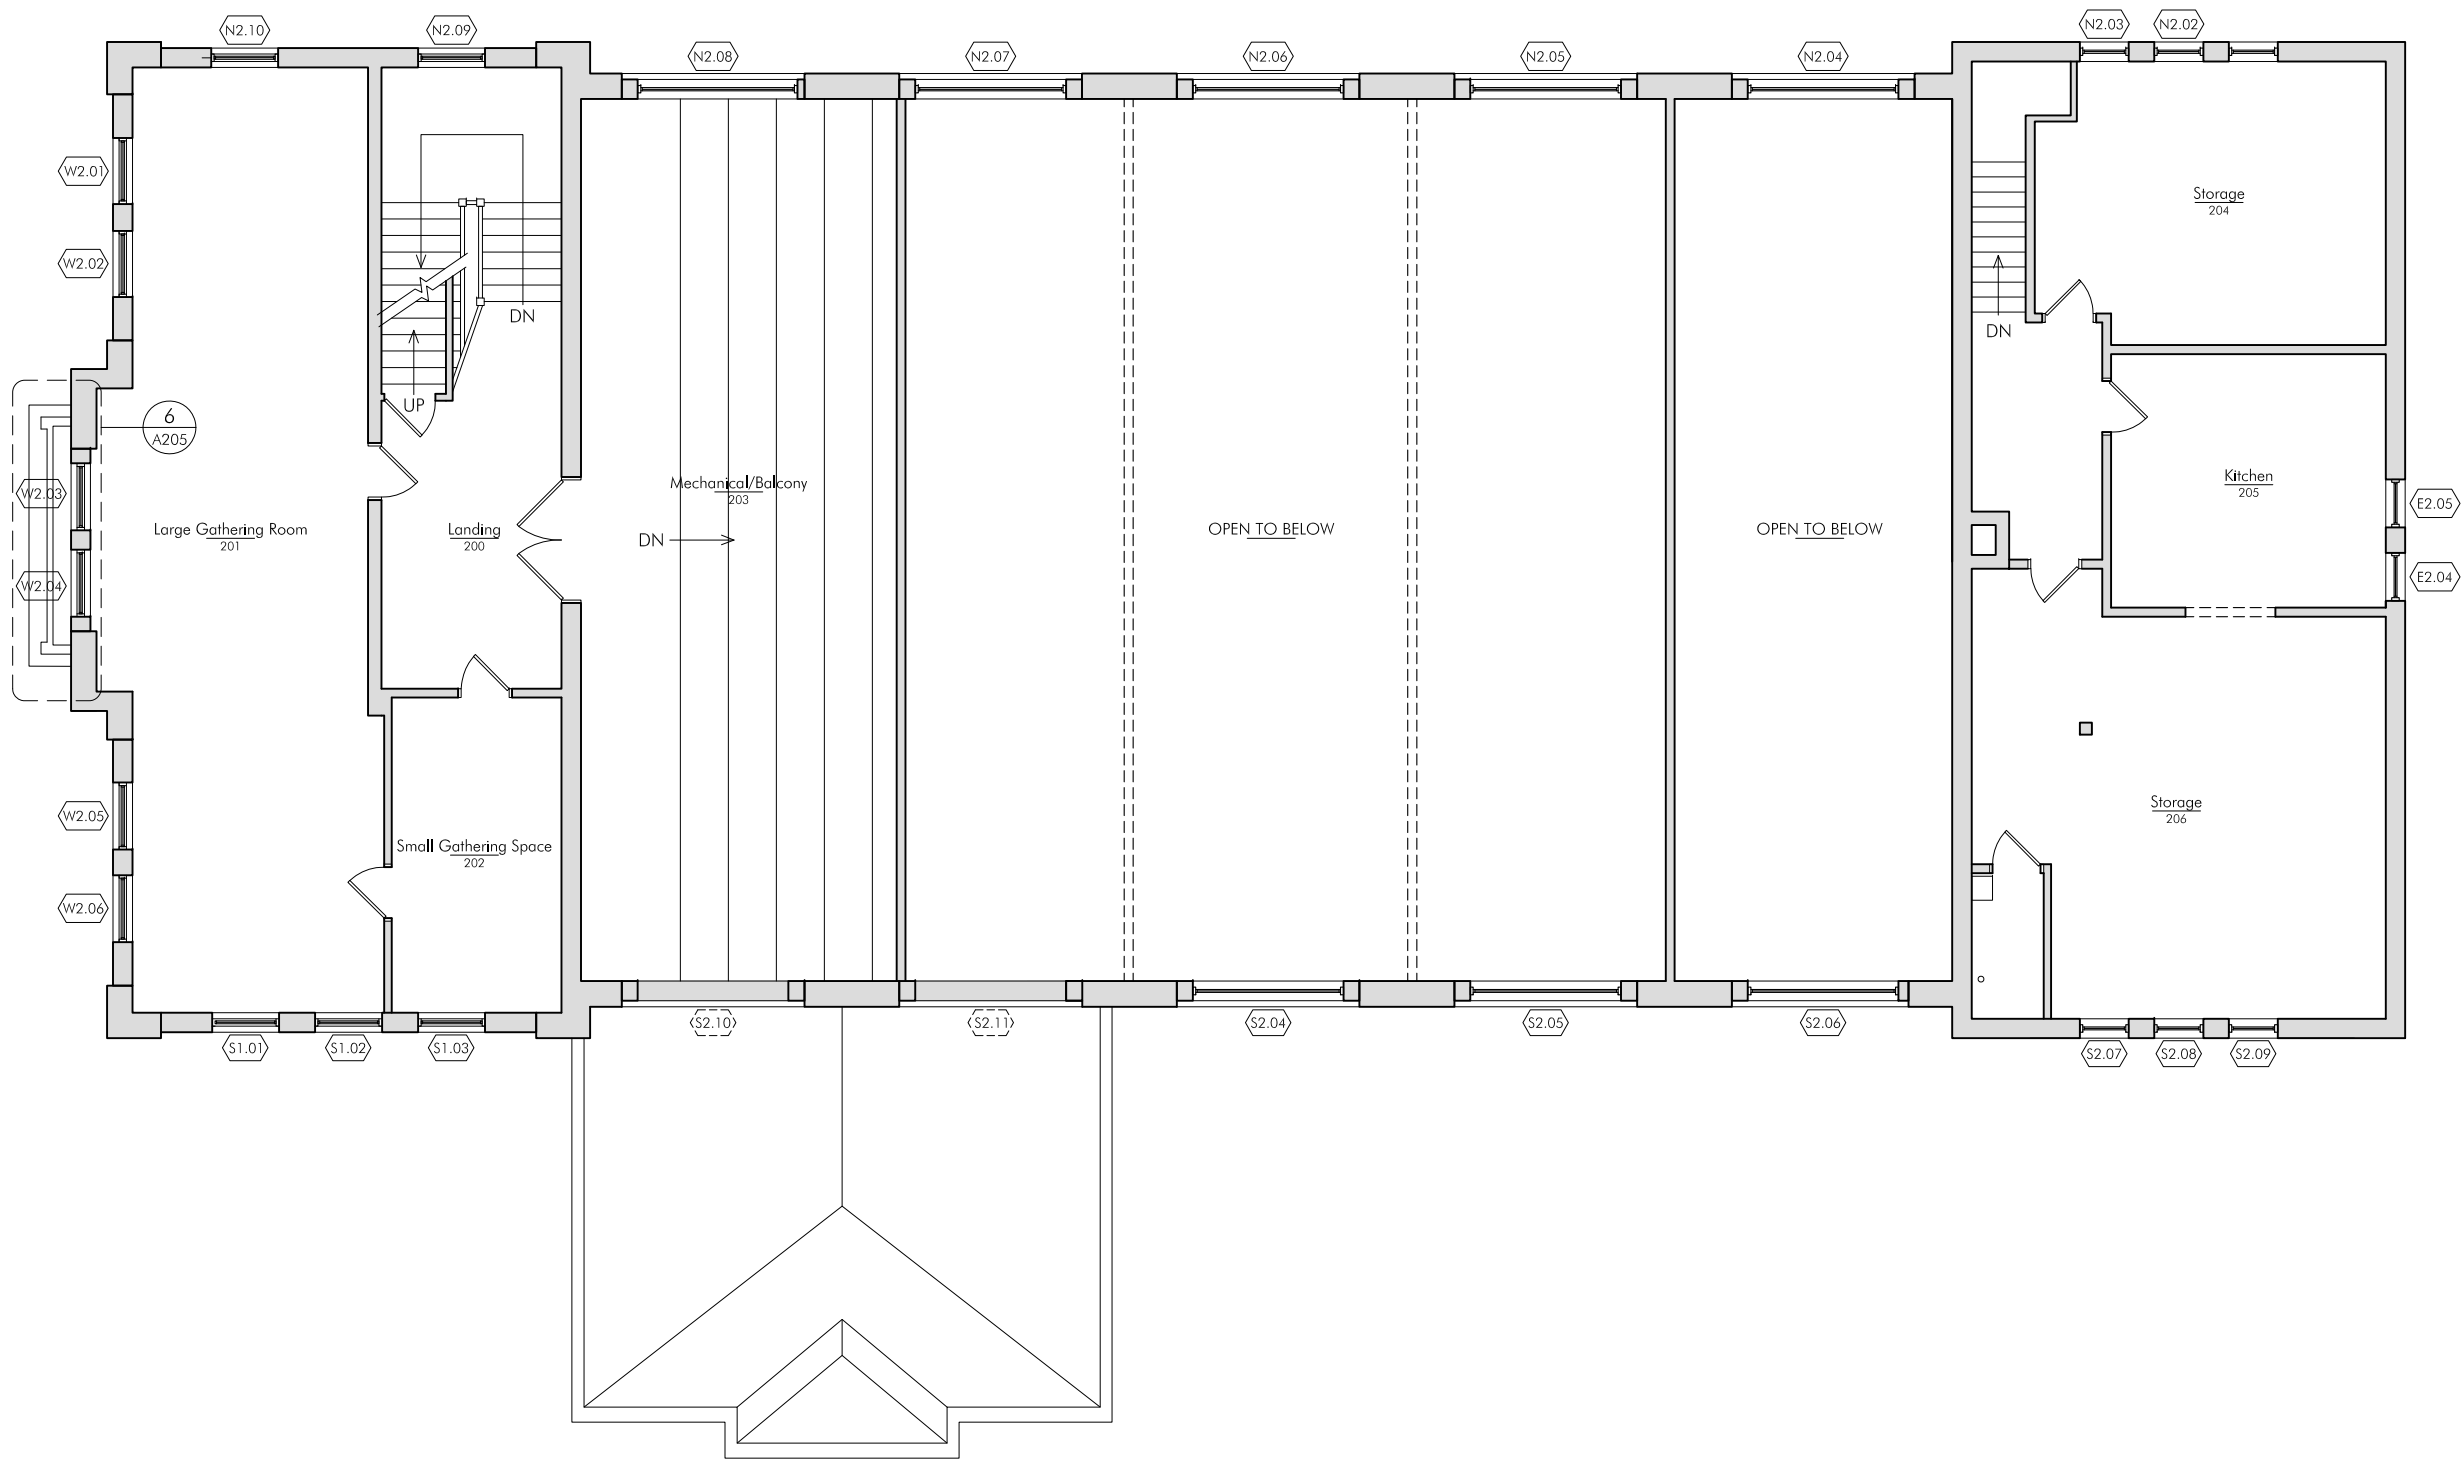 N2.10
N2.09
N2.08
N2.07
N2.06
N2.05
N2.04
N2.03
N2.02
W2.01
W2.02
W2.03
W2.04
W2.05
W2.06
6
A205
DN
UP
Large Gathering Room
201
Landing
200
Small Gathering Space
202
Mechanical/Balcony
203
DN
OPEN TO BELOW
OPEN TO BELOW
DN
Storage
204
Kitchen
205
Storage
206
E2.05
E2.04
S1.01
S1.02
S1.03
S2.10
S2.11
S2.04
S2.05
S2.06
S2.07
S2.08
S2.09